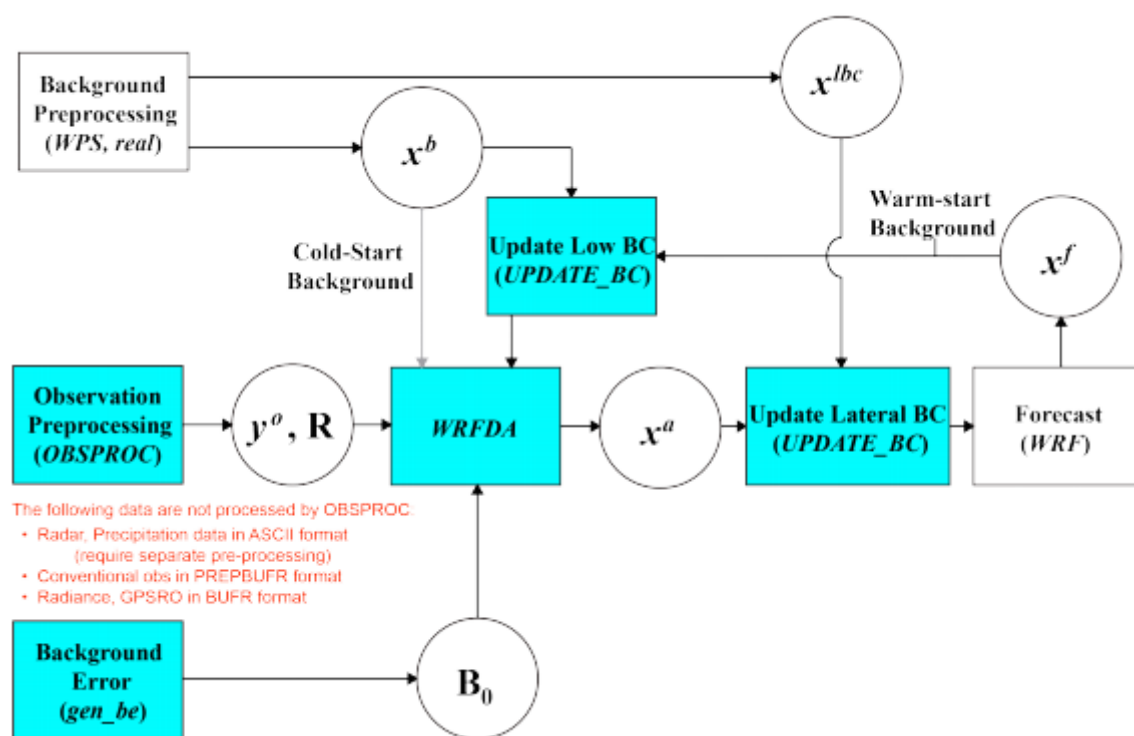 Background
Preprocessing
(WPS, real)
x^b
x^lbc
Cold-Start
Background
Update Low BC
(UPDATE_BC)
Warm-start
Background
x^f
Observation
Preprocessing
(OBSPROC)
y^o, R
WRFDA
x^a
Update Lateral BC
(UPDATE_BC)
Forecast
(WRF)
The following data are not processed by OBSPROC:
• Radar, Precipitation data in ASCII format
(require separate pre-processing)
• Conventional obs in PREPBUFR format
• Radiance, GPSRO in BUFR format
Background
Error
(gen_be)
B₀